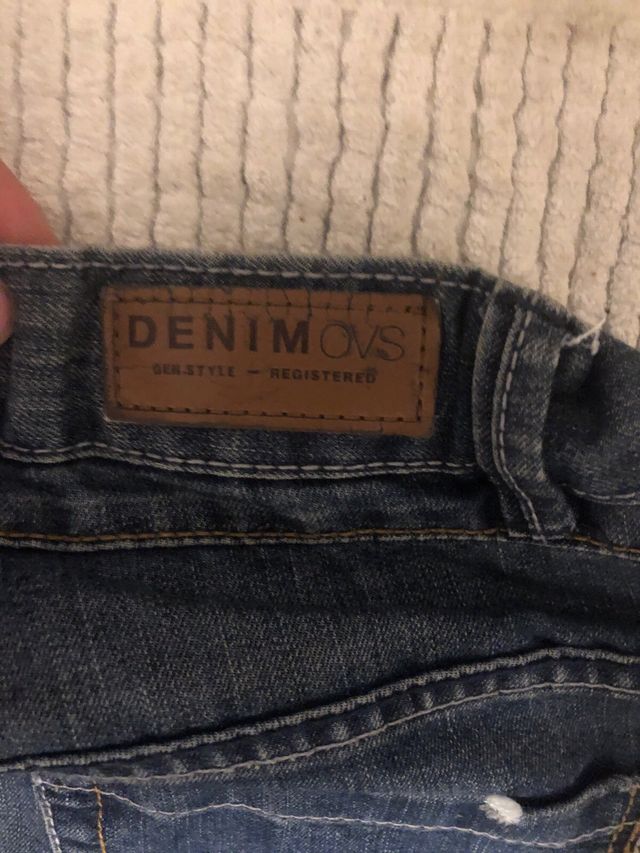 DENIM OVS
GEN.STYLE — REGISTERED